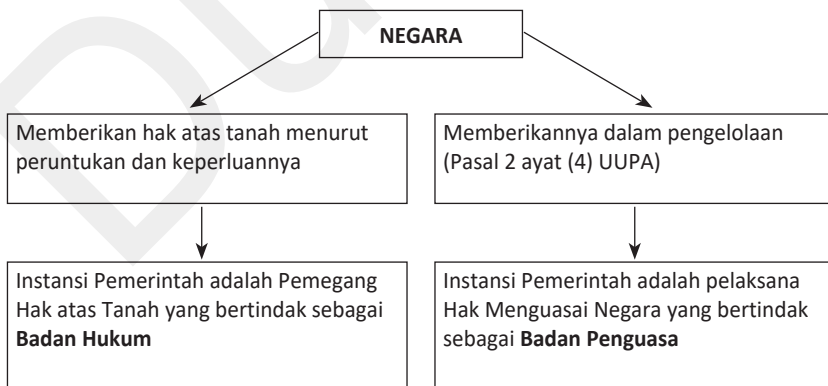 NEGARA
Memberikan hak atas tanah menurut
peruntukan dan keperluannya
Memberikannya dalam pengelolaan
(Pasal 2 ayat (4) UUPA)
Instansi Pemerintah adalah Pemegang
Hak atas Tanah yang bertindak sebagai
Badan Hukum
Instansi Pemerintah adalah pelaksana
Hak Menguasai Negara yang bertindak
sebagai Badan Penguasa